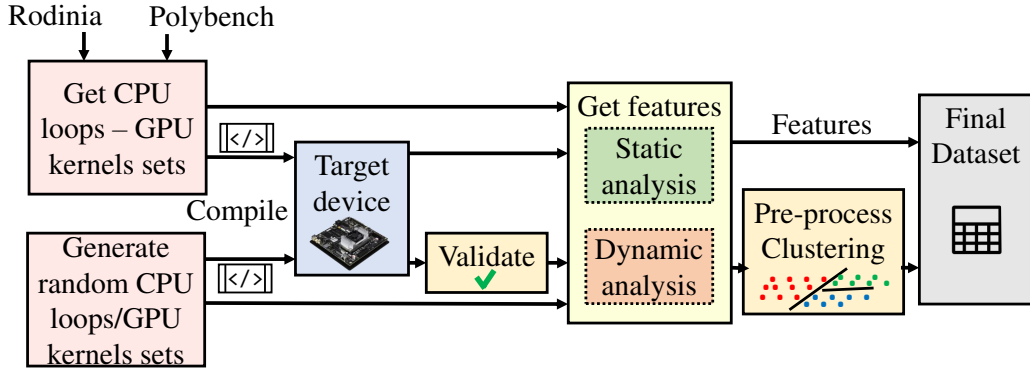 Rodinia
Polybench
Get CPU
loops – GPU
kernels sets
</>
Compile
</>
Generate
random CPU
loops/GPU
kernels sets
Target
device
Validate
Get features
Static
analysis
Dynamic
analysis
Features
Pre-process
Clustering
Final
Dataset